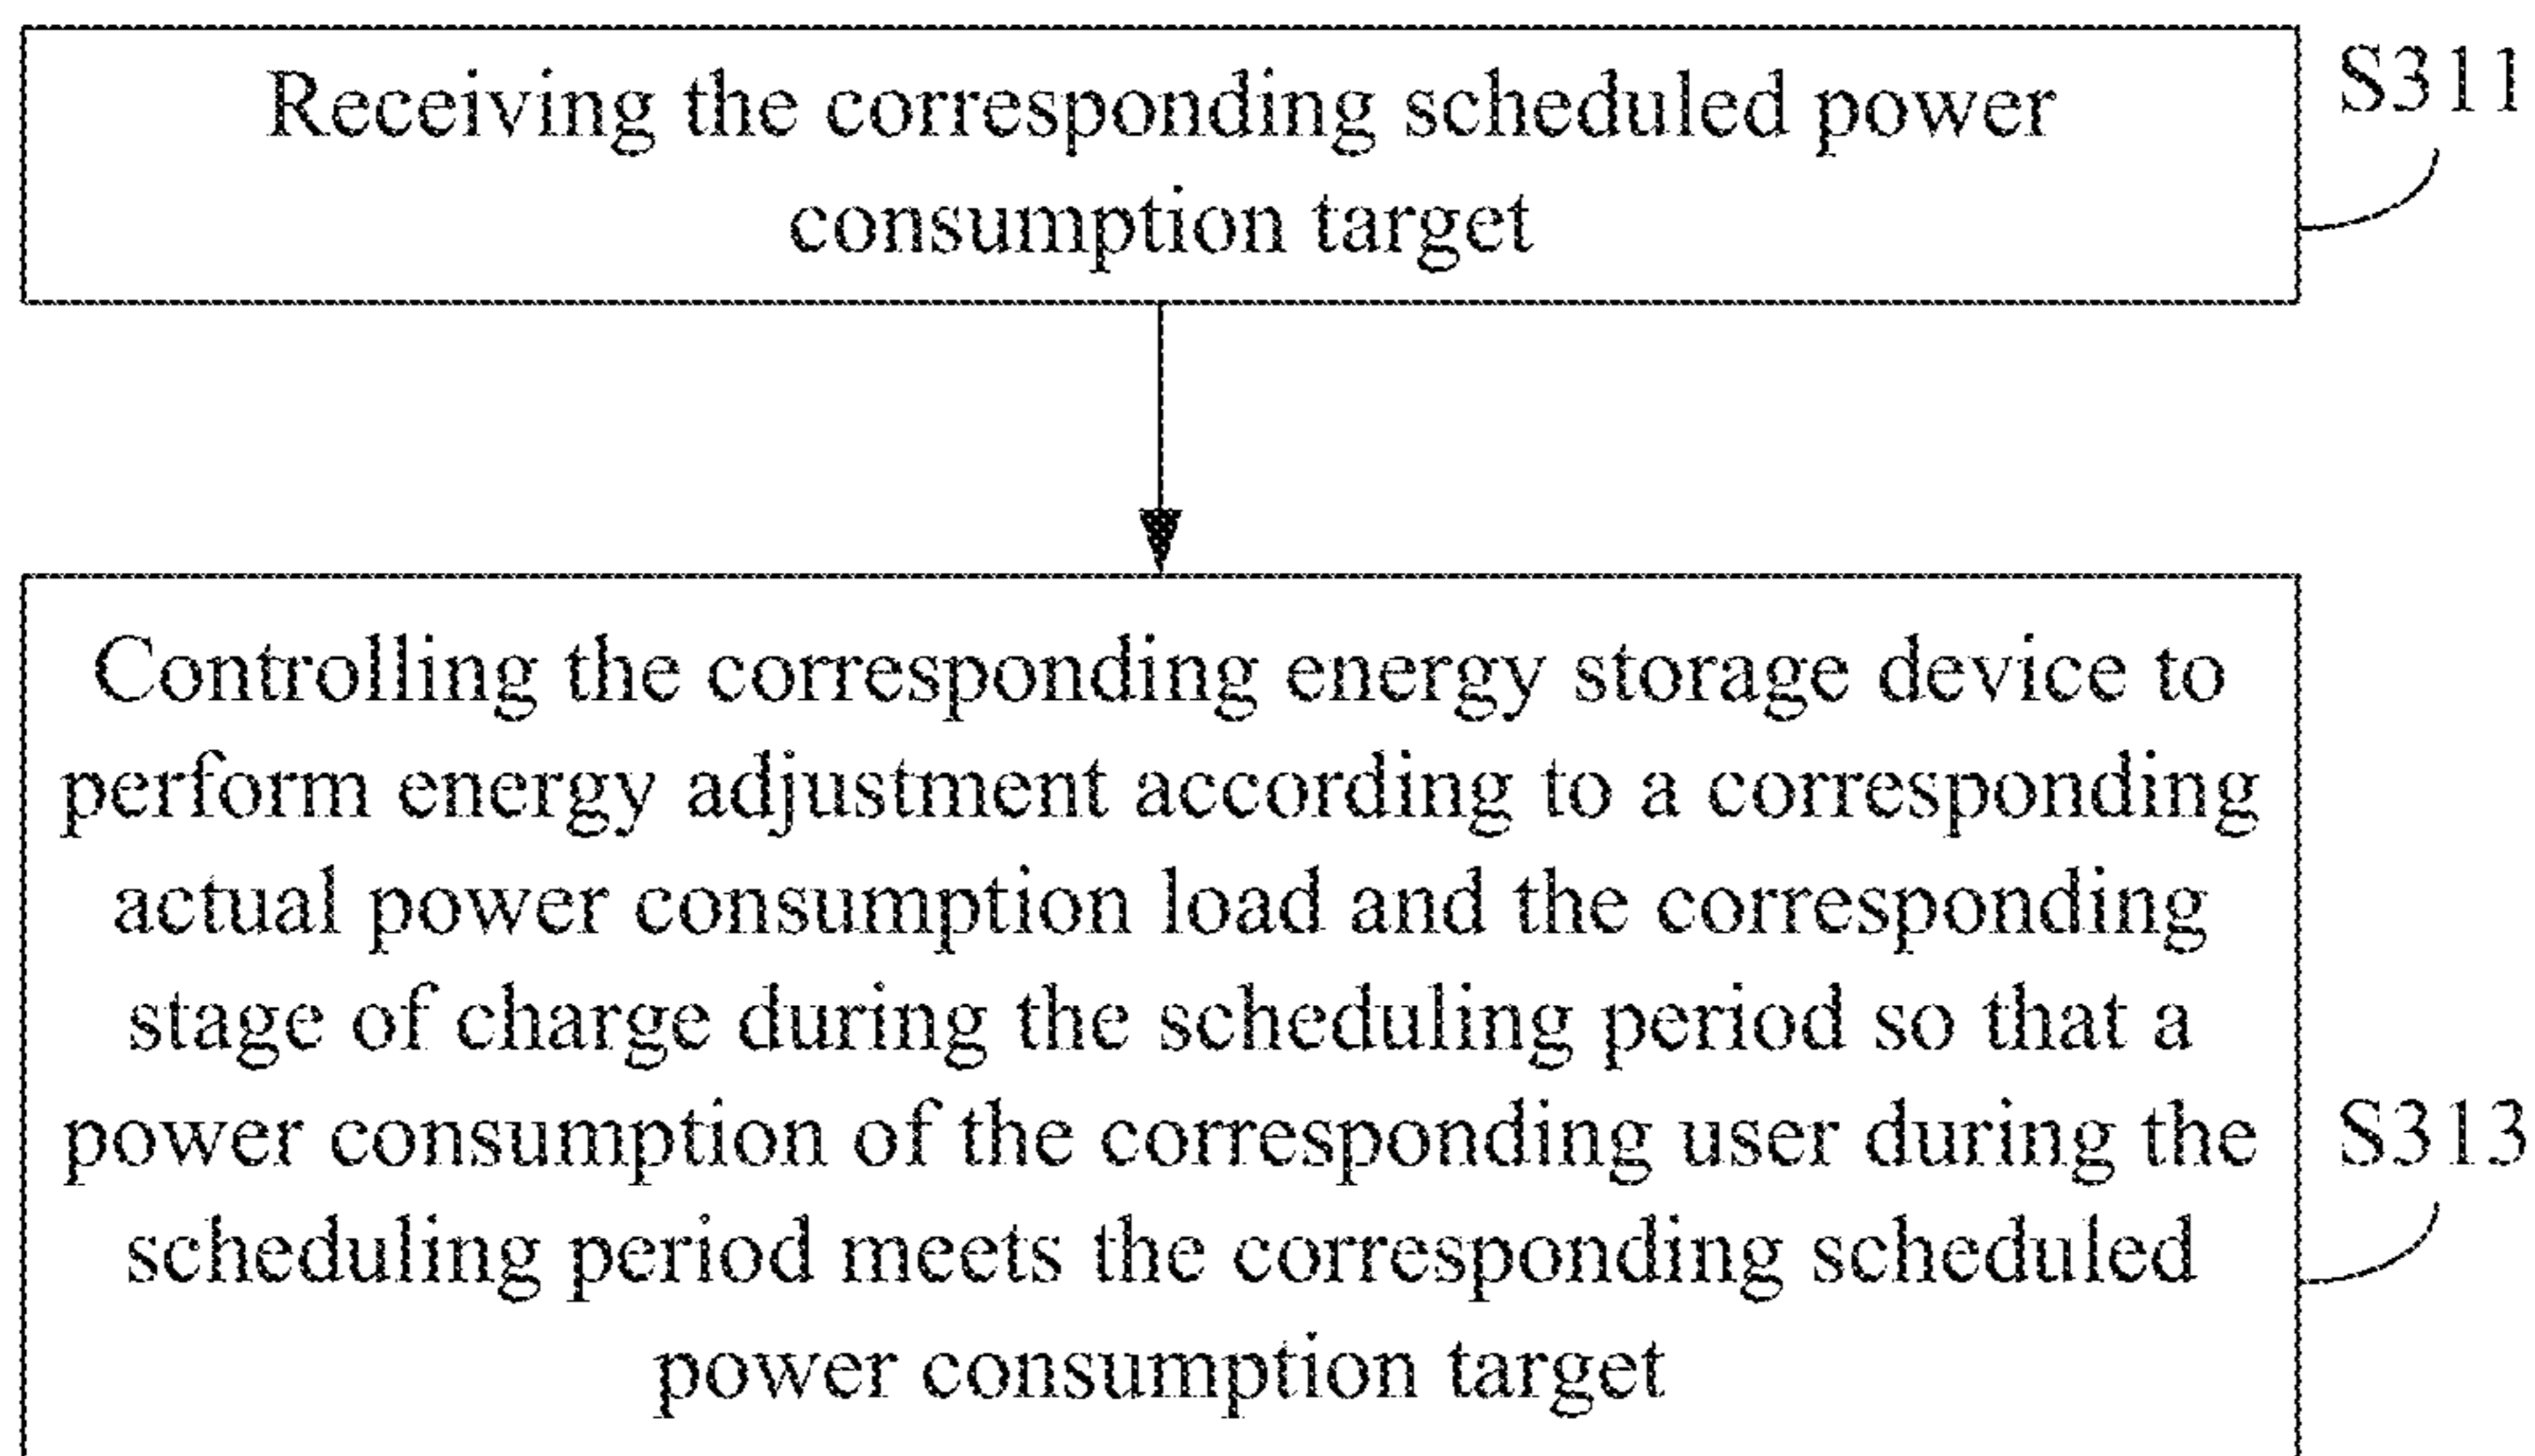 Receiving the corresponding scheduled power
consumption target
S311
Controlling the corresponding energy storage device to
perform energy adjustment according to a corresponding
actual power consumption load and the corresponding
stage of charge during the scheduling period so that a
power consumption of the corresponding user during the
scheduling period meets the corresponding scheduled
power consumption target
S313